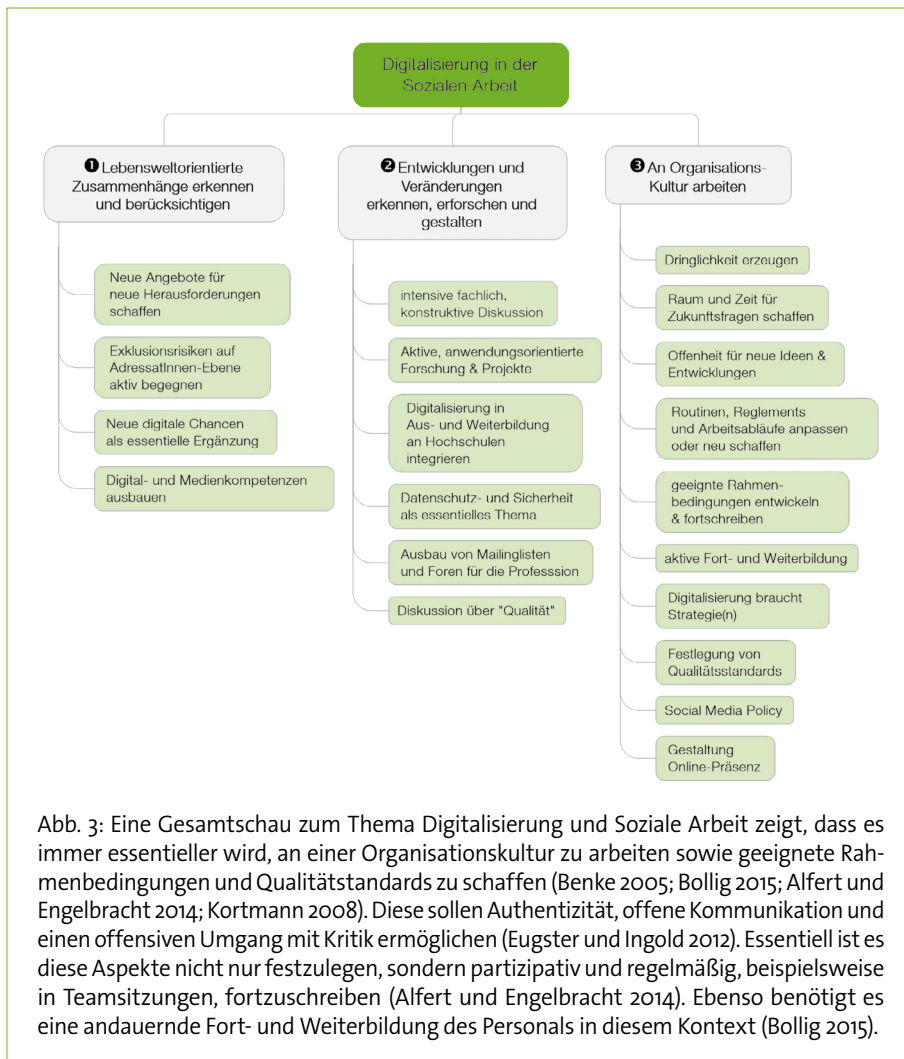 Digitalisierung in der
Sozialen Arbeit
❶ Lebensweltorientierte
Zusammenhänge erkennen
und berücksichtigen
Neue Angebote für
neue Herausforderungen
schaffen
Exklusionsrisiken auf
AdressatInnen-Ebene
aktiv begegnen
Neue digitale Chancen
als essentielle Ergänzung
Digital- und Medienkompetenzen
ausbauen
❷ Entwicklungen und
Veränderungen
erkennen, erforschen und
gestalten
intensive fachlich,
konstruktive Diskussion
Aktive, anwendungsorientierte
Forschung & Projekte
Digitalisierung in
Aus- und Weiterbildung
an Hochschulen
integrieren
Datenschutz- und Sicherheit
als essentielles Thema
Ausbau von Mailinglisten
und Foren für die Professsion
Diskussion über "Qualität"
❸ An Organisations-
Kultur arbeiten
Dringlichkeit erzeugen
Raum und Zeit für
Zukunftsfragen schaffen
Offenheit für neue Ideen &
Entwicklungen
Routinen, Reglements
und Arbeitsabläufe anpassen
oder neu schaffen
geeignte Rahmen-
bedingungen entwickeln
& fortschreiben
aktive Fort- und Weiterbildung
Digitalisierung braucht
Strategie(n)
Festlegung von
Qualitätsstandards
Social Media Policy
Gestaltung
Online-Präsenz
Abb. 3: Eine Gesamtschau zum Thema Digitalisierung und Soziale Arbeit zeigt, dass es
immer essentieller wird, an einer Organisationskultur zu arbeiten sowie geeignete Rah-
menbedingungen und Qualitätstandards zu schaffen (Benke 2005; Bollig 2015; Alfert und
Engelbracht 2014; Kortmann 2008). Diese sollen Authentizität, offene Kommunikation und
einen offensiven Umgang mit Kritik ermöglichen (Eugster und Ingold 2012). Essentiell ist es
diese Aspekte nicht nur festzulegen, sondern partizipativ und regelmäßig, beispielsweise
in Teamsitzungen, fortzuschreiben (Alfert und Engelbracht 2014). Ebenso benötigt es
eine andauernde Fort- und Weiterbildung des Personals in diesem Kontext (Bollig 2015).